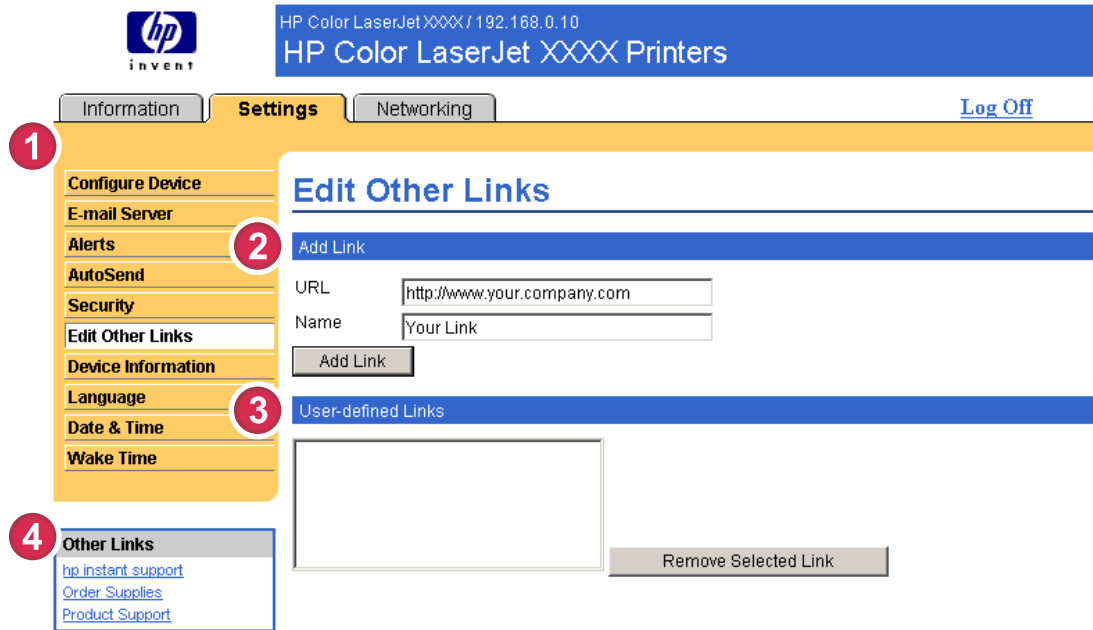 hp
invent
HP Color LaserJet XXXX / 192.168.0.10
HP Color LaserJet XXXX Printers
Information
Settings
Networking
Log Off
1
Configure Device
E-mail Server
Alerts
AutoSend
Security
Edit Other Links
Device Information
Language
Date & Time
Wake Time
Edit Other Links
2
Add Link
URL
http://www.your.company.com
Name
Your Link
Add Link
3
User-defined Links
Remove Selected Link
4
Other Links
hp instant support
Order Supplies
Product Support